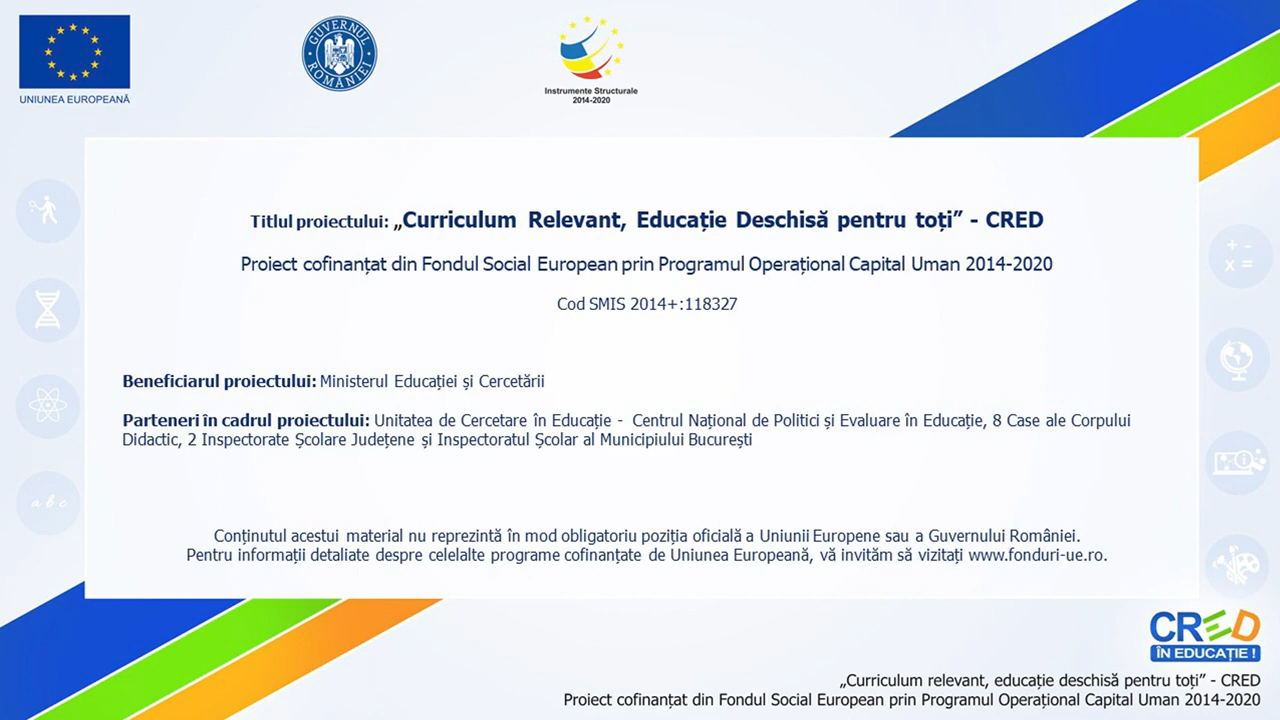 UNIUNEA EUROPEANĂ
GUVERNUL ROMÂNIEI
Instrumente Structurale
2014-2020
Titlul proiectului: „Curriculum Relevant, Educație Deschisă pentru toți” - CRED
Proiect cofinanțat din Fondul Social European prin Programul Operațional Capital Uman 2014-2020
Cod SMIS 2014+:118327
Beneficiarul proiectului: Ministerul Educației și Cercetării
Parteneri în cadrul proiectului: Unitatea de Cercetare în Educație - Centrul Național de Politici și Evaluare în Educație, 8 Case ale Corpului
Didactic, 2 Inspectorate Școlare Județene și Inspectoratul Școlar al Municipiului București
a b c
Conținutul acestui material nu reprezintă în mod obligatoriu poziția oficială a Uniunii Europene sau a Guvernului României.
Pentru informații detaliate despre celelalte programe cofinanțate de Uniunea Europeană, vă invităm să vizitați www.fonduri-ue.ro.
CRED
ÎN EDUCAȚIE !
„Curriculum relevant, educație deschisă pentru toți” - CRED
Proiect cofinanțat din Fondul Social European prin Programul Operațional Capital Uman 2014-2020